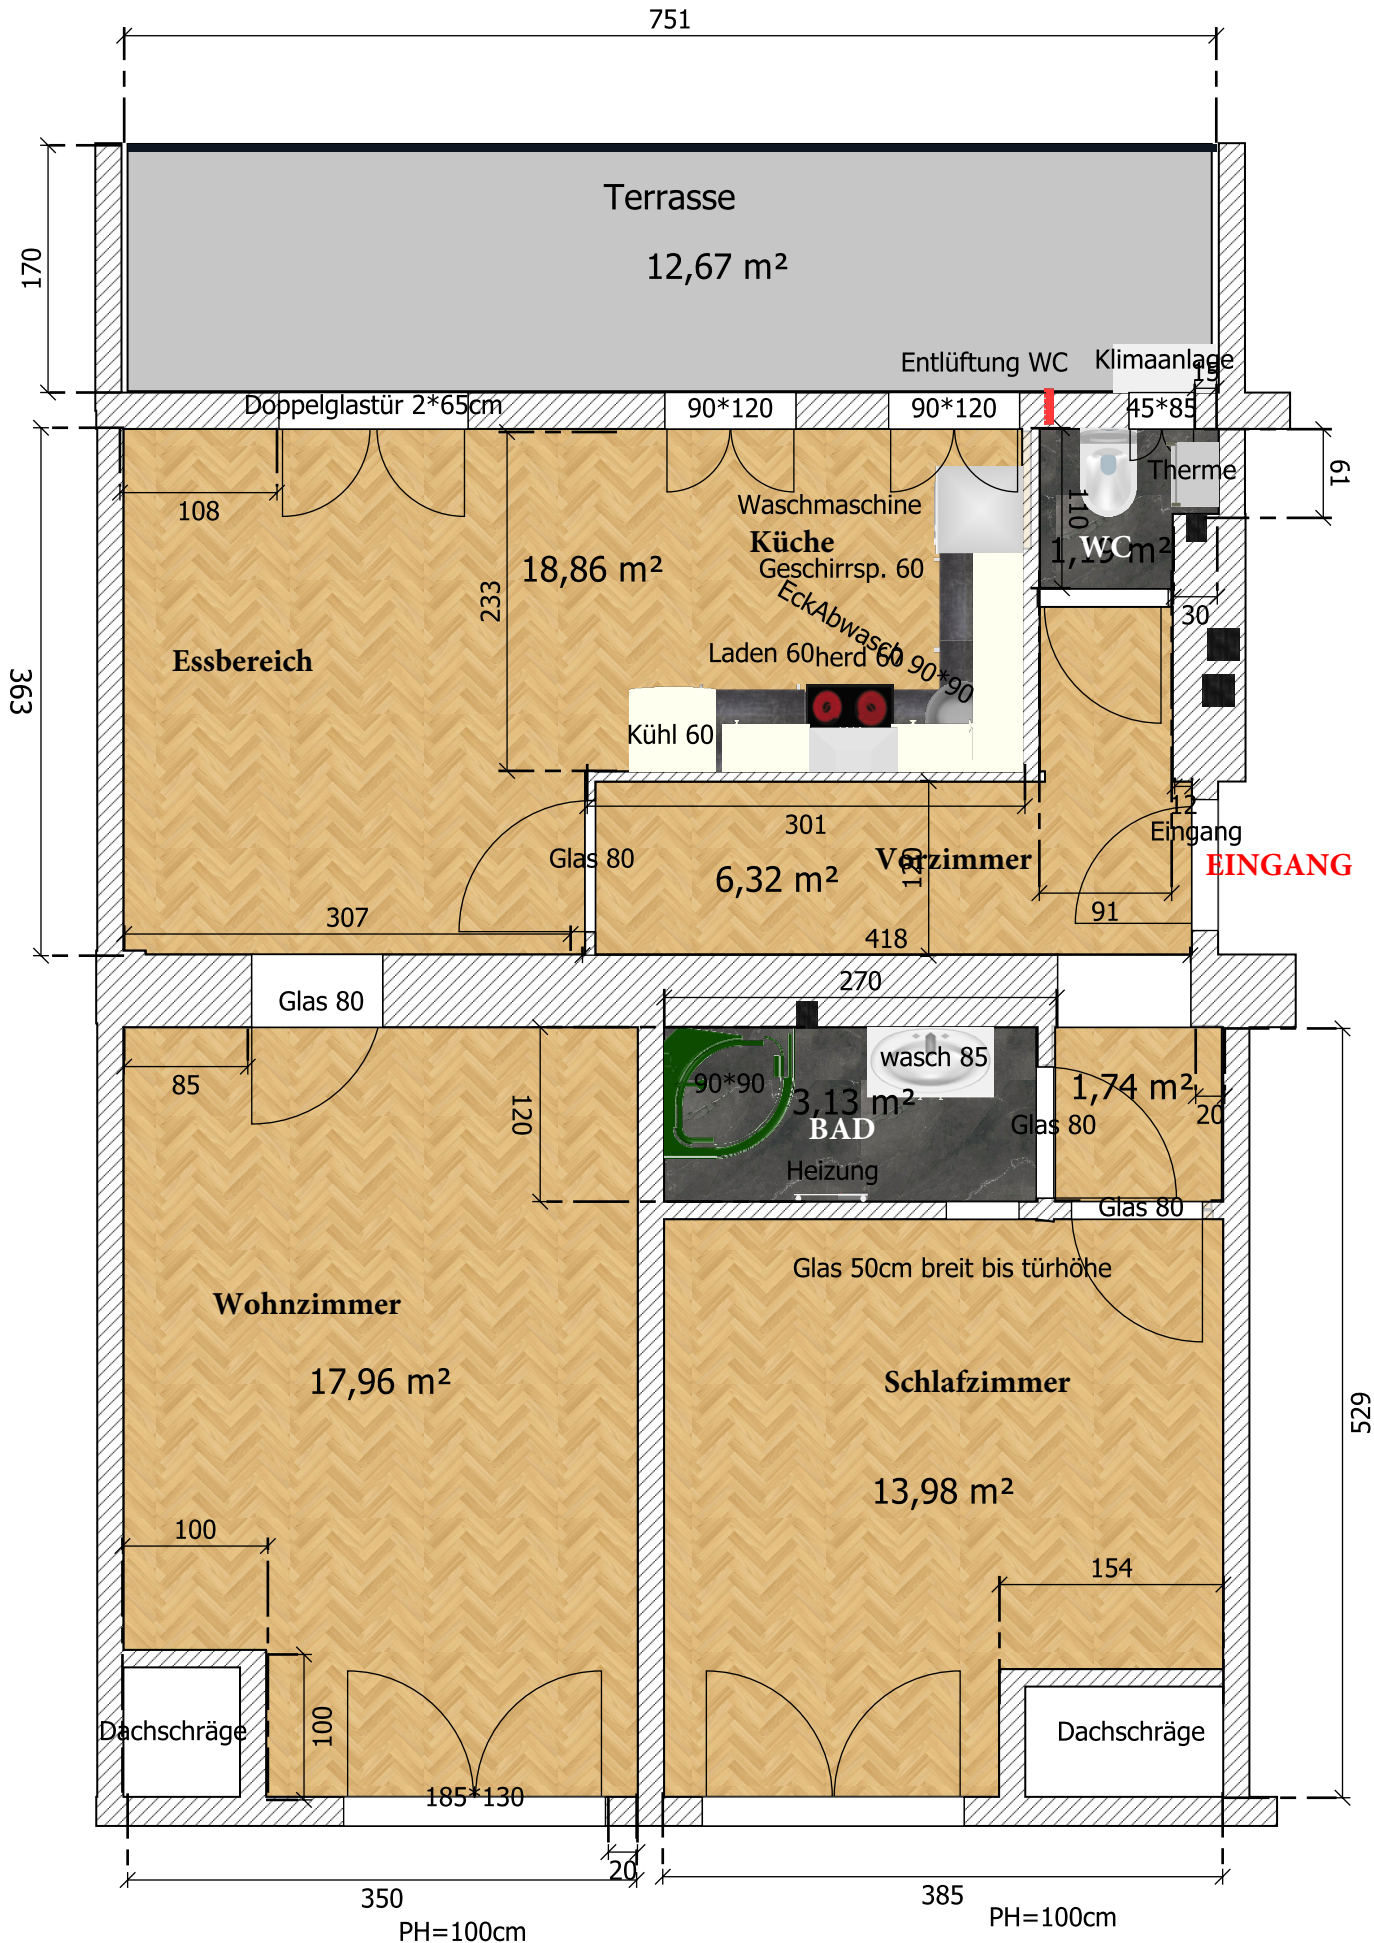 751
170
Terrasse
12,67 m²
Entlüftung WC
Klimaanlage
15
Doppelglastür 2*65cm
90*120
90*120
45*85
61
108
Waschmaschine
Therme
110
Küche
WC
18,86 m²
Geschirrsp. 60
233
EckAbwasch 90*90
30
Essbereich
Laden 60
herd 60
363
Kühl 60
12
301
Eingang
Glas 80
Vorzimmer
EINGANG
6,32 m²
120
91
307
418
270
Glas 80
wasch 85
85
90*90
1,74 m²
3,13 m²
120
20
BAD
Glas 80
Heizung
Glas 80
Glas 50cm breit bis türhöhe
Wohnzimmer
17,96 m²
Schlafzimmer
529
13,98 m²
100
154
100
Dachschräge
Dachschräge
185*130
20
350
385
PH=100cm
PH=100cm